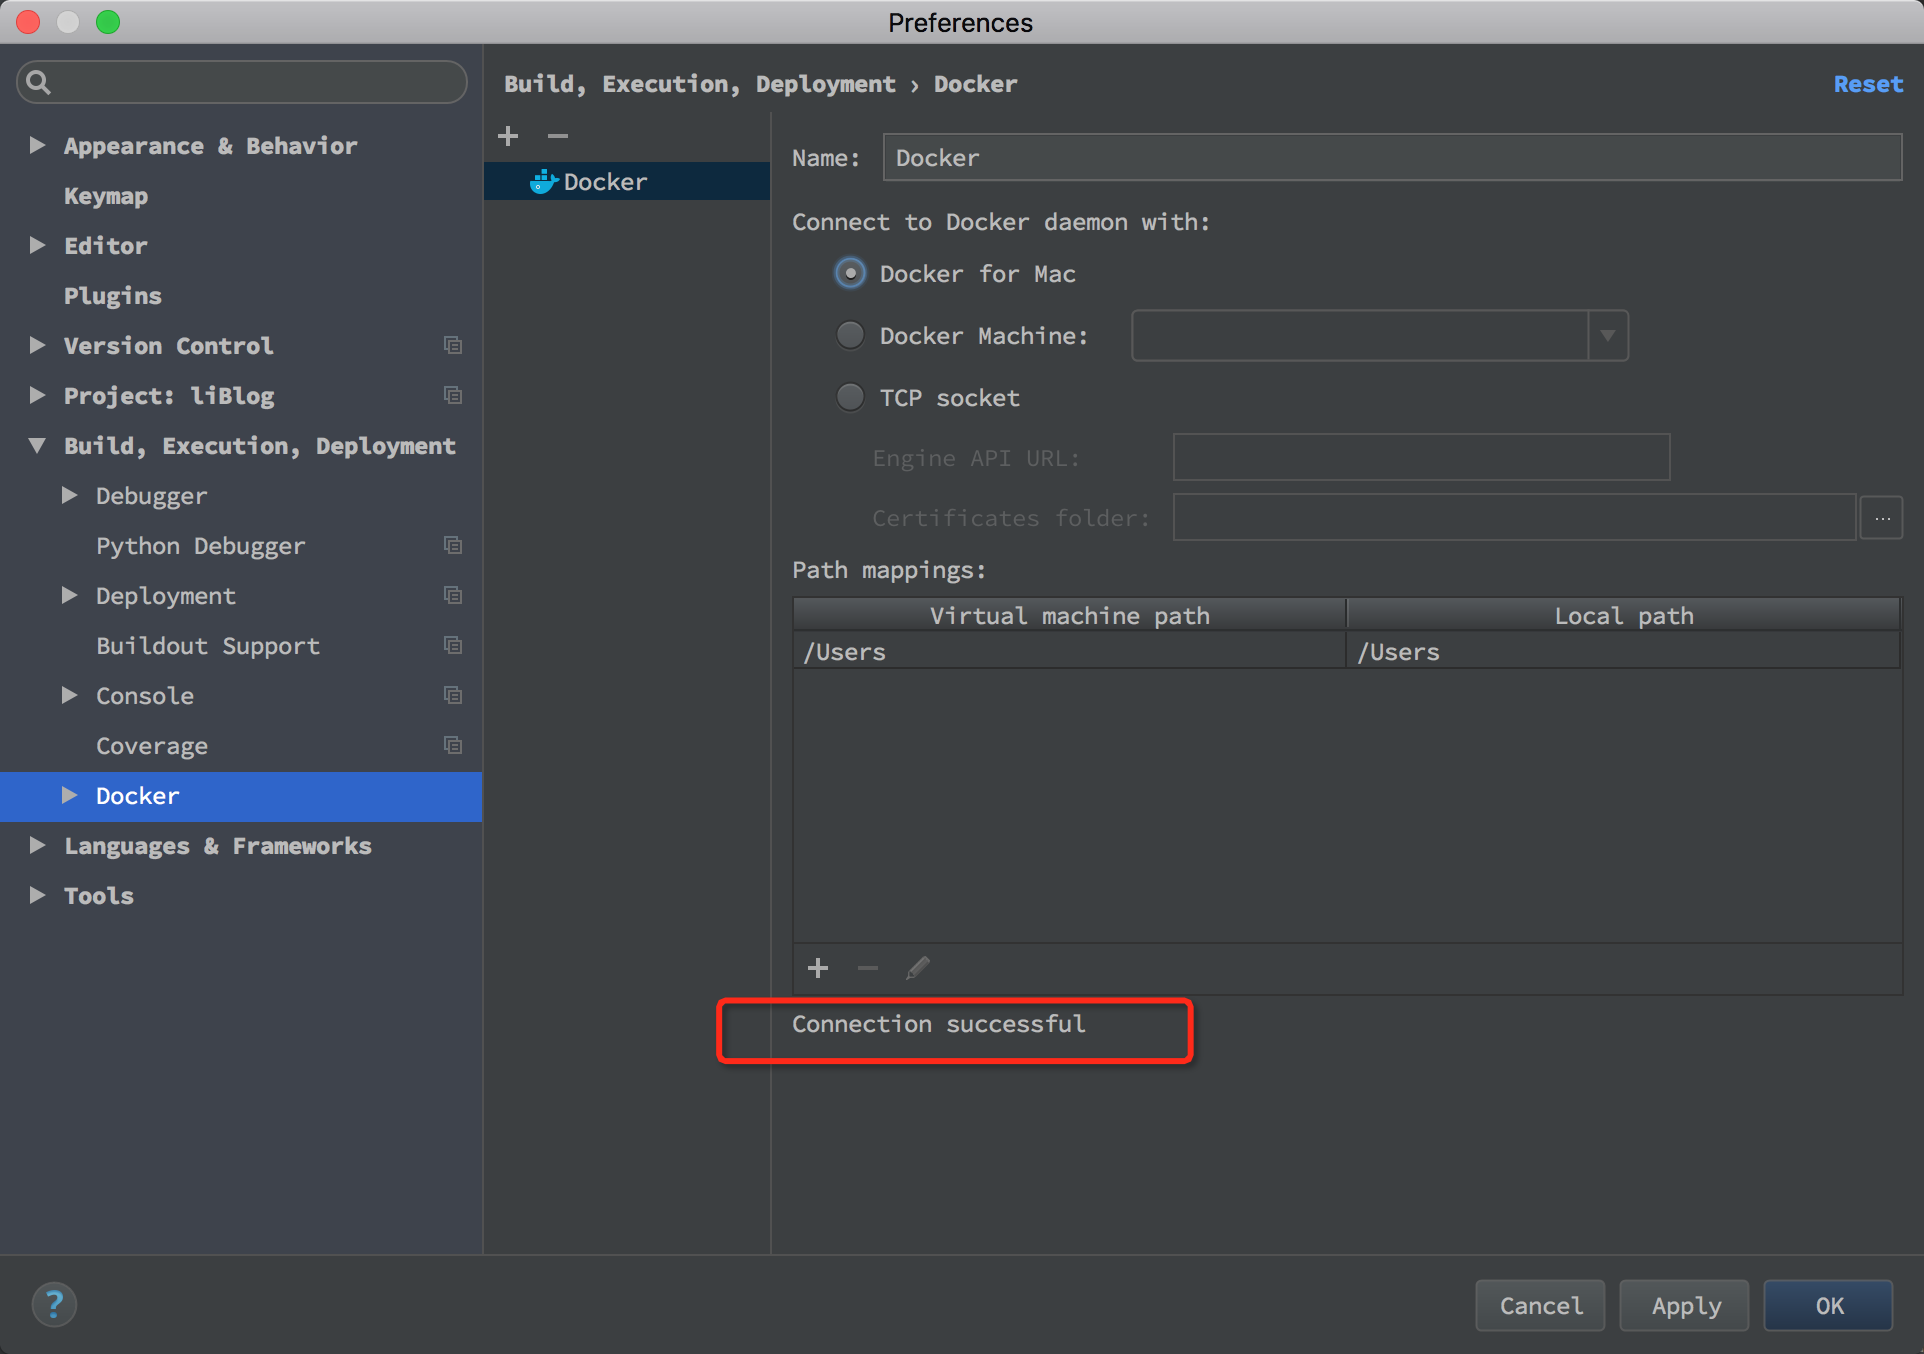 Preferences
Build, Execution, Deployment › Docker
Reset
Appearance & Behavior
Keymap
Editor
Plugins
Version Control
Project: liBlog
Build, Execution, Deployment
Debugger
Python Debugger
Deployment
Buildout Support
Console
Coverage
Docker
Languages & Frameworks
Tools
Docker
Name: Docker
Connect to Docker daemon with:
Docker for Mac
Docker Machine:
TCP socket
Engine API URL:
Certificates folder:
...
Path mappings:
Virtual machine path Local path
/Users /Users
Connection successful
?
Cancel Apply OK